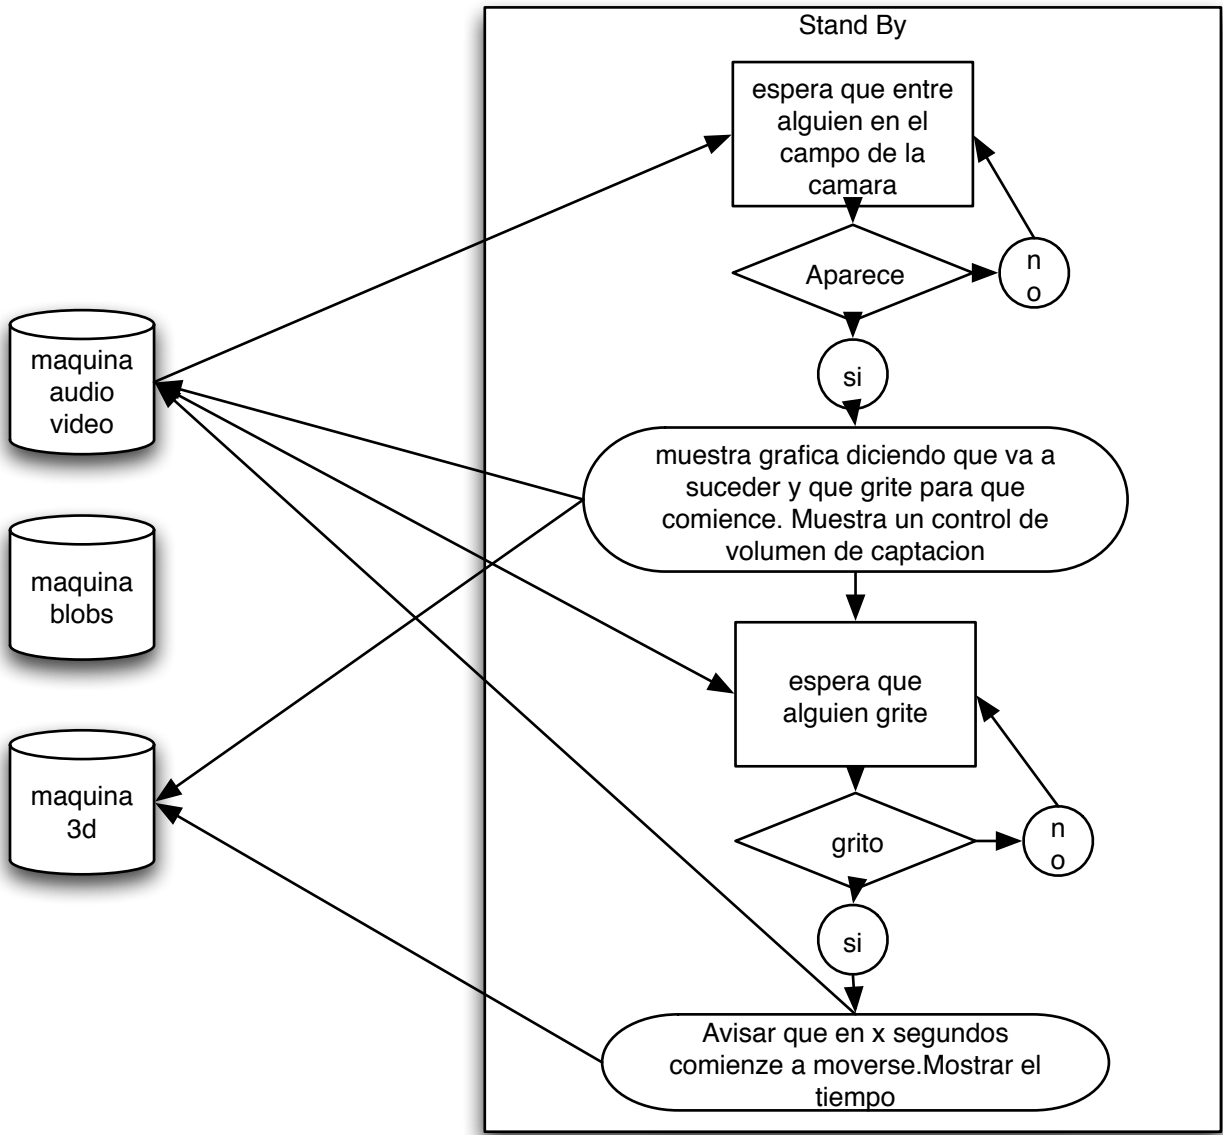 Stand By
espera que entre
alguien en el
campo de la
camara
Aparece
n
o
si
maquina
audio
video
muestra grafica diciendo que va a
suceder y que grite para que
comience. Muestra un control de
volumen de captacion
maquina
blobs
espera que
alguien grite
maquina
3d
grito
n
o
si
Avisar que en x segundos
comienze a moverse.Mostrar el
tiempo